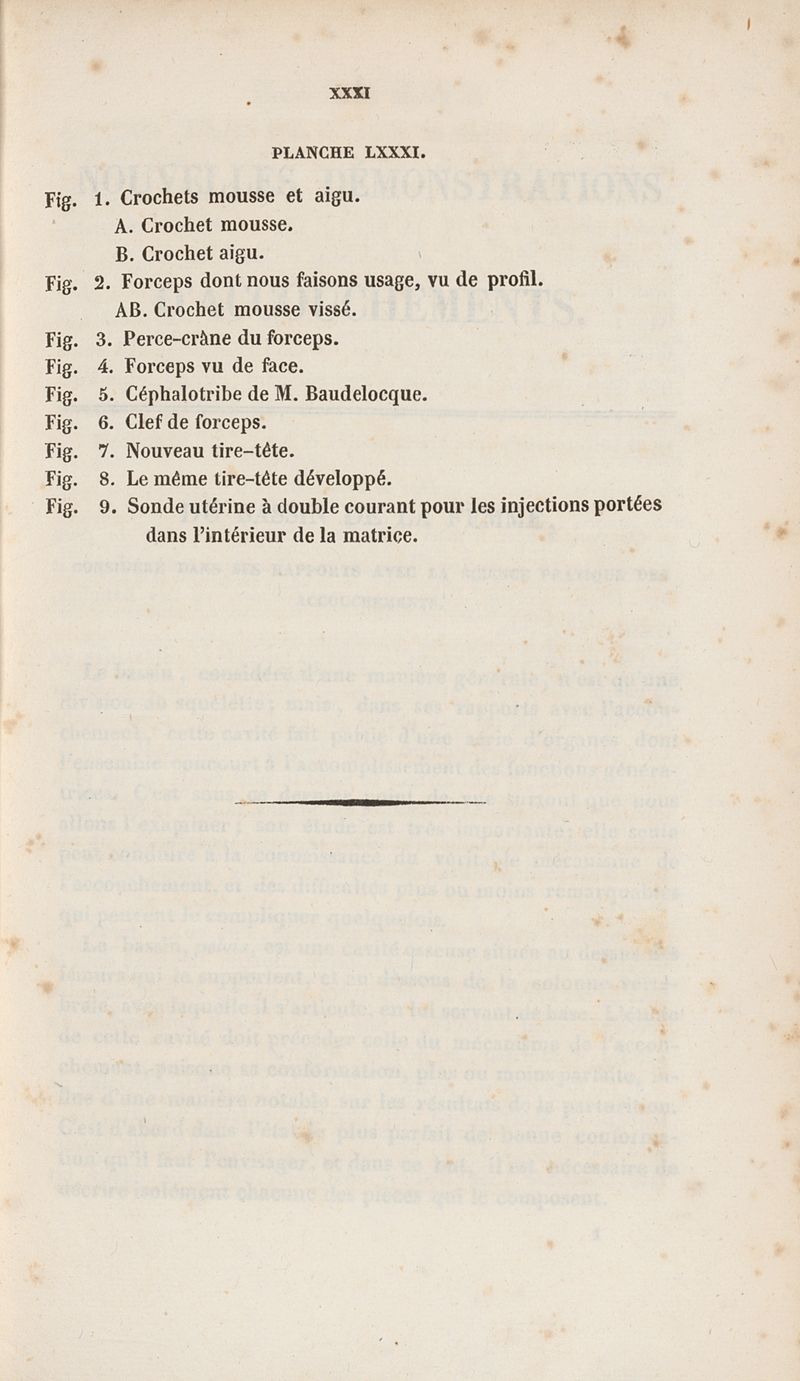 XXXI
PLANCHE LXXXI.
Fig. 1. Crochets mousse et aigu.
A. Crochet mousse.
B. Crochet aigu.
Fig. 2. Forceps dont nous faisons usage, vu de profil.
AB. Crochet mousse vissé.
Fig. 3. Perce-crâne du forceps.
Fig. 4. Forceps vu de face.
Fig. 5. Céphalotribe de M. Baudelocque.
Fig. 6. Clef de forceps.
Fig. 7. Nouveau tire-tête.
Fig. 8. Le même tire-tête développé.
Fig. 9. Sonde utérine à double courant pour les injections portées
dans l'intérieur de la matrice.